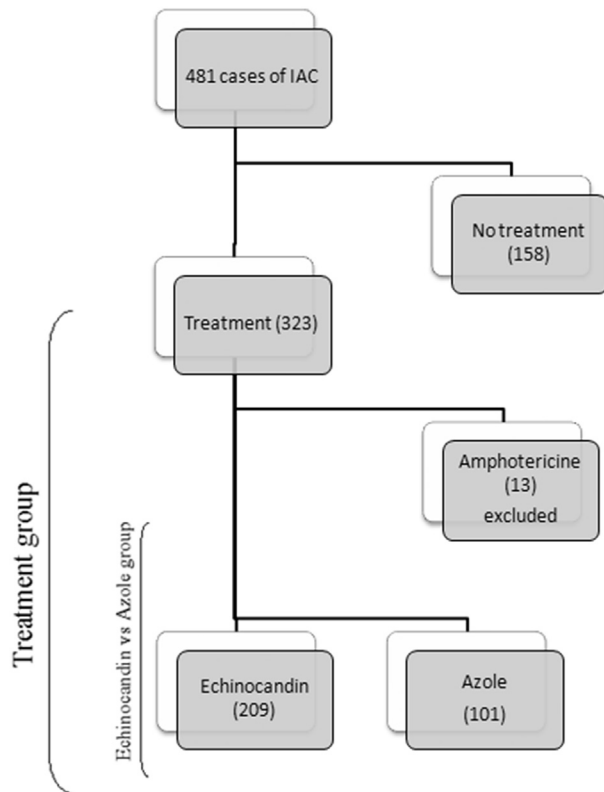 481 cases of IAC
No treatment
(158)
Treatment (323)
Amphotericine
(13)
excluded
Echinocandin
(209)
Azole
(101)
Treatment group
Echinocandin vs Azole group